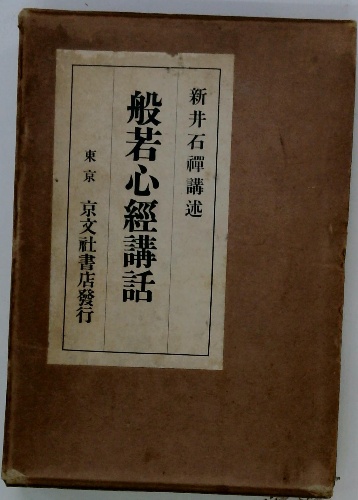 新井石禪講述
般若心經講話
東京 京文社書店發行